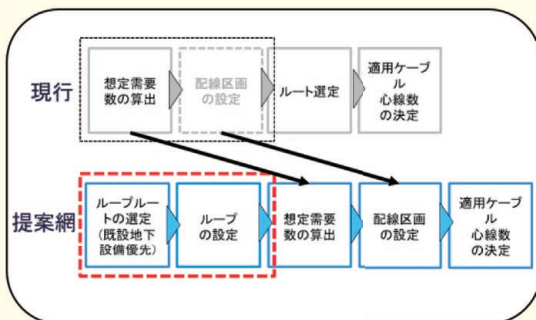 現行
想定需要
数の算出
配線区画
の設定
ルート選定
適用ケーブ
ル
心線数
の決定
提案網
ループルー
トの選定
(既設地下
設備優先)
ループ
の設定
想定需要
数の算出
配線区画
の設定
適用ケーブ
ル
心線数
の決定